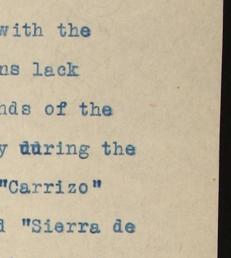 with the
ns lack
nds of the
y during the
"Carrizo"
d "Sierra de